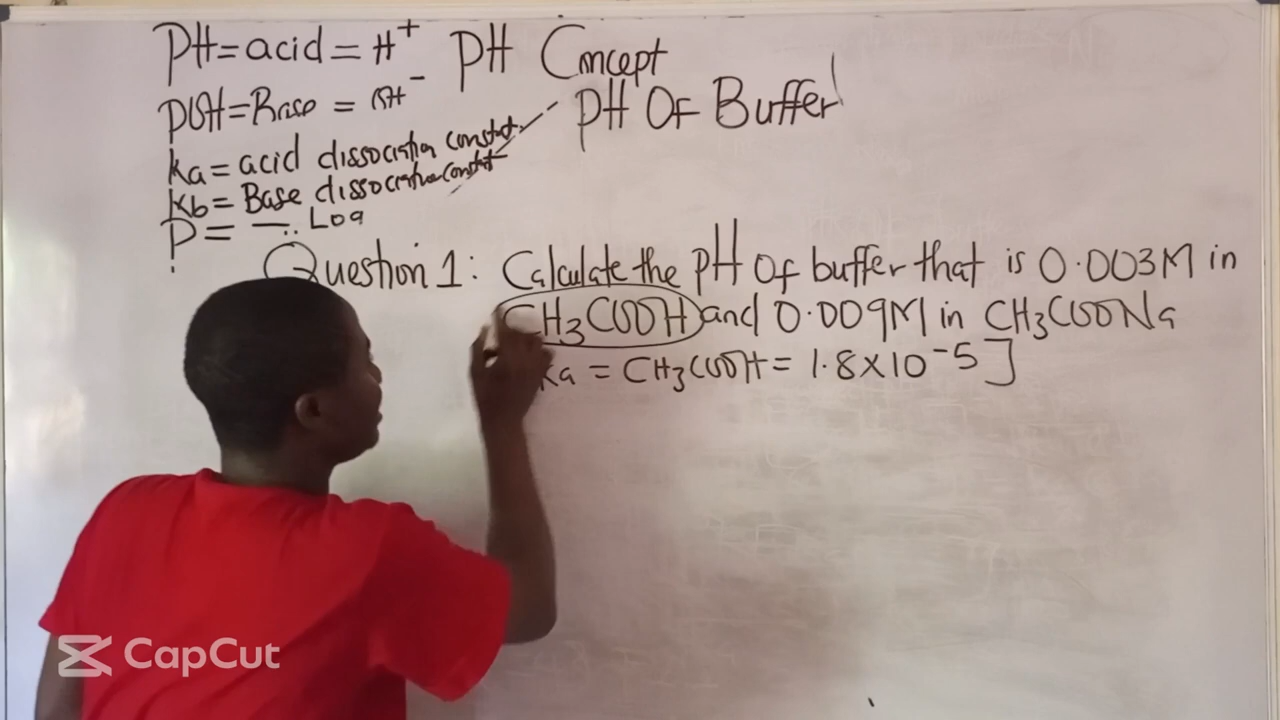 PH = acid = H⁺ PH Concept
POH = Base = OH⁻ PH OF Buffer
Ka = acid dissociation constant
Kb = Base dissociation constant
P = - Log
Question 1: Calculate the pH Of buffer that is 0.003M in
CH₃COOH and 0.009M in CH₃COONa
Ka = CH₃COOH = 1.8X10⁻⁵]
CapCut